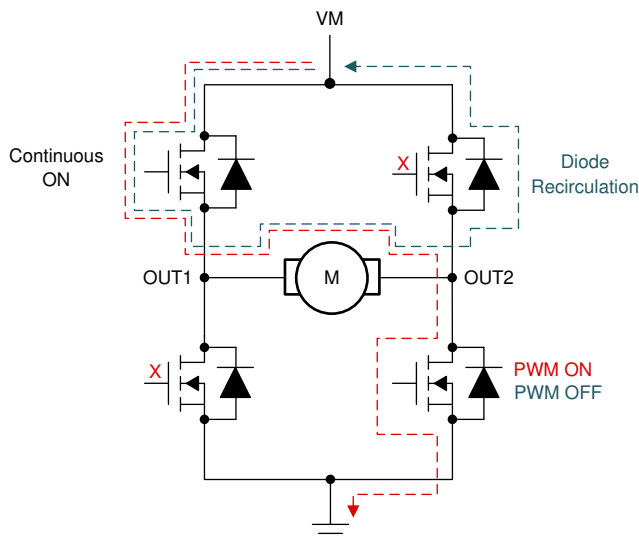 VM
Continuous
ON
X
Diode
Recirculation
OUT1
M
OUT2
X
PWM ON
PWM OFF